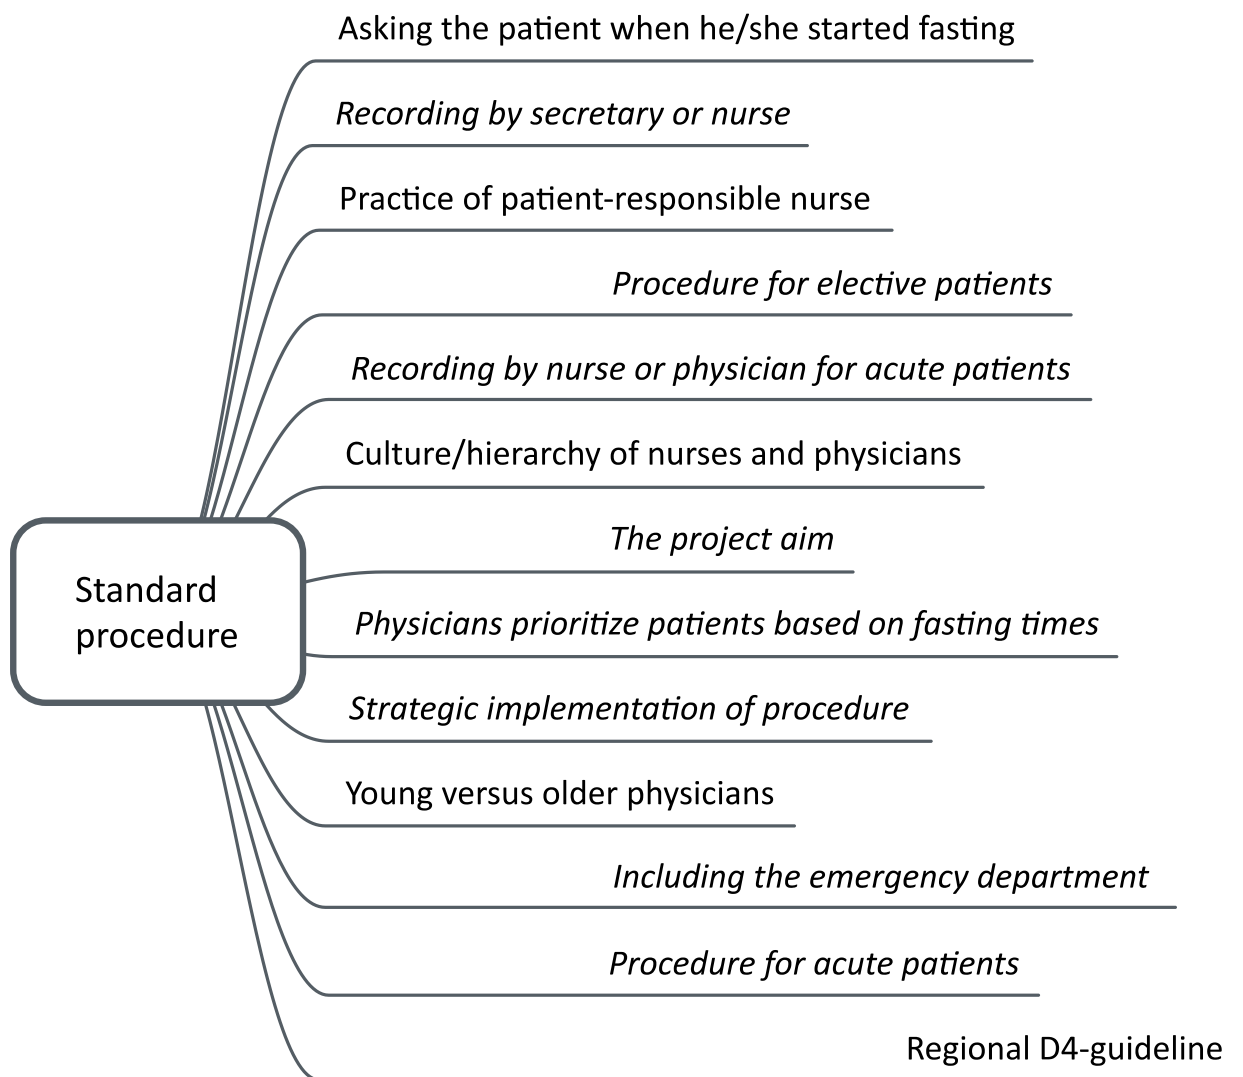 Asking the patient when he/she started fasting
Recording by secretary or nurse
Practice of patient-responsible nurse
Procedure for elective patients
Recording by nurse or physician for acute patients
Culture/hierarchy of nurses and physicians
The project aim
Standard
procedure
Physicians prioritize patients based on fasting times
Strategic implementation of procedure
Young versus older physicians
Including the emergency department
Procedure for acute patients
Regional D4-guideline